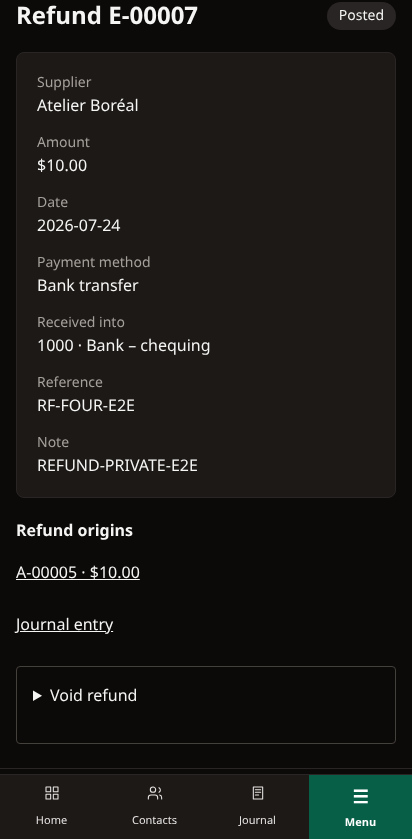 Refund E-00007
Posted
Supplier
Atelier Boréal
Amount
$10.00
Date
2026-07-24
Payment method
Bank transfer
Received into
1000 · Bank – chequing
Reference
RF-FOUR-E2E
Note
REFUND-PRIVATE-E2E
Refund origins
A-00005 · $10.00
Journal entry
Void refund
Home
Contacts
Journal
Menu